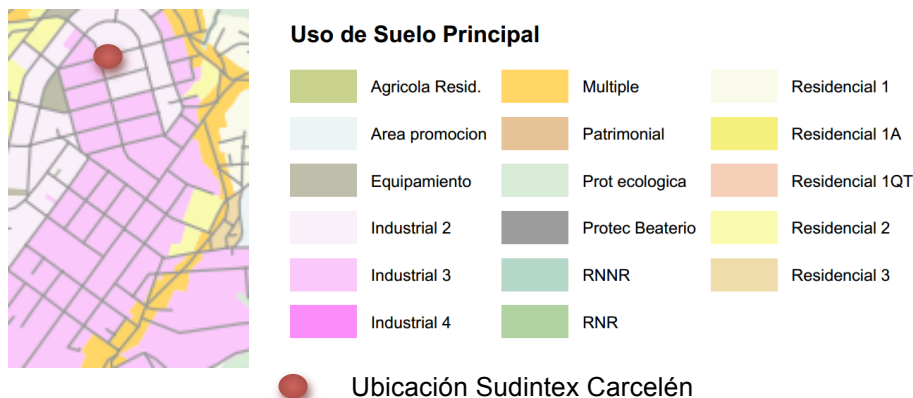 Uso de Suelo Principal
Agricola Resid.
Multiple
Residencial 1
Area promocion
Patrimonial
Residencial 1A
Equipamiento
Prot ecologica
Residencial 1QT
Industrial 2
Protec Beaterio
Residencial 2
Industrial 3
RNNR
Residencial 3
Industrial 4
RNR
Ubicación Sudintex Carcelén